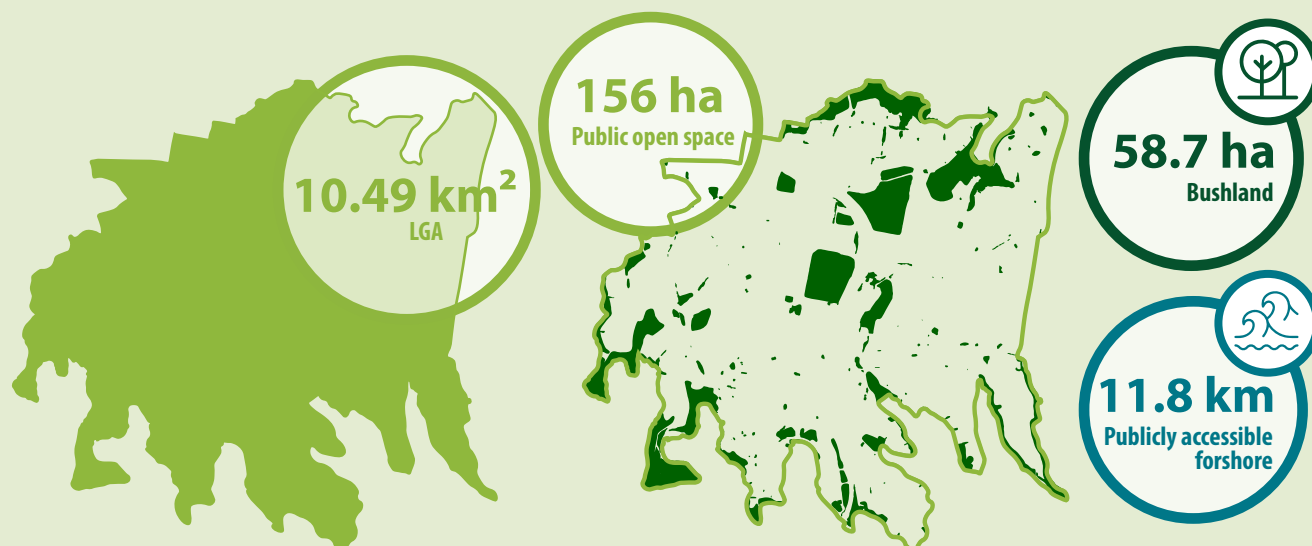 10.49 km²
LGA
156 ha
Public open space
58.7 ha
Bushland
11.8 km
Publicly accessible
forshore